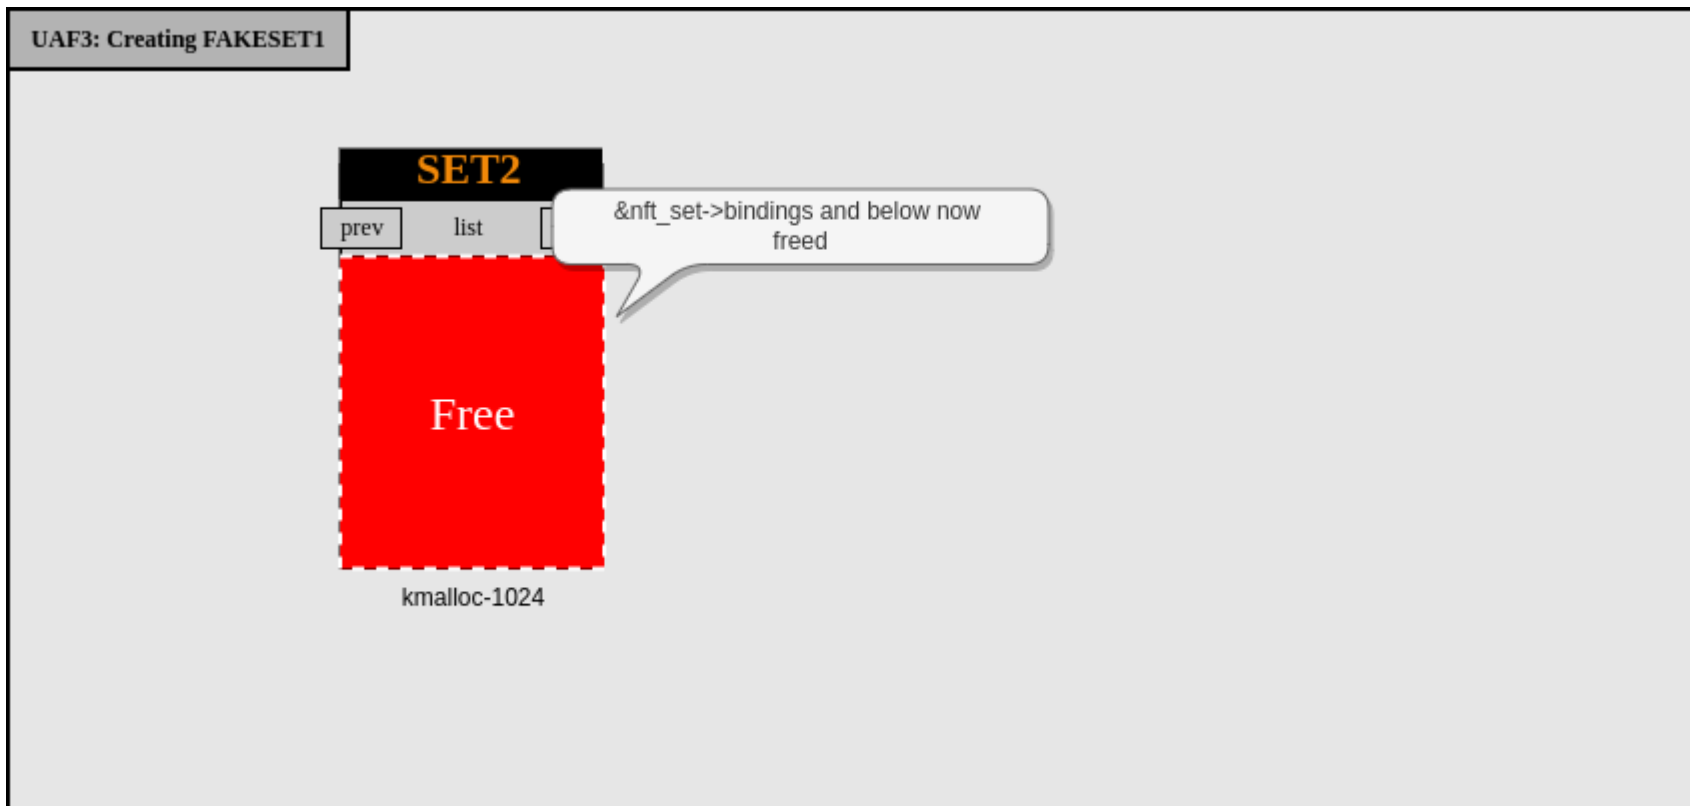 UAF3: Creating FAKESET1
SET2
prev
list
&nft_set->bindings and below now
freed
Free
kmalloc-1024